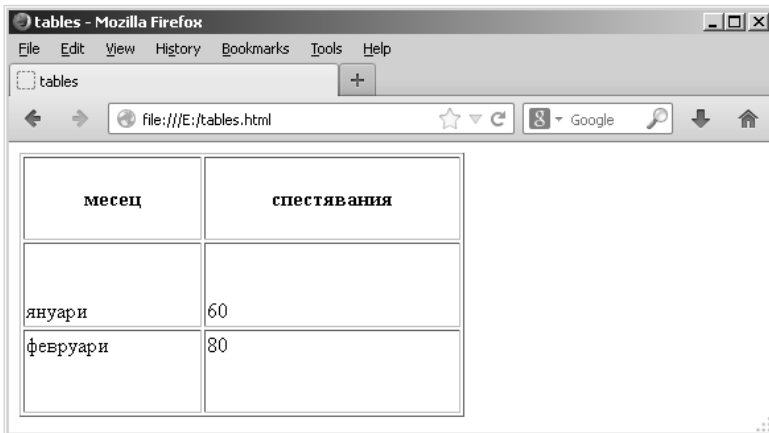 tables - Mozilla Firefox
File Edit View History Bookmarks Tools Help
tables +
file:///E:/tables.html 8 Google
месец спестявания
януари 60
февруари 80